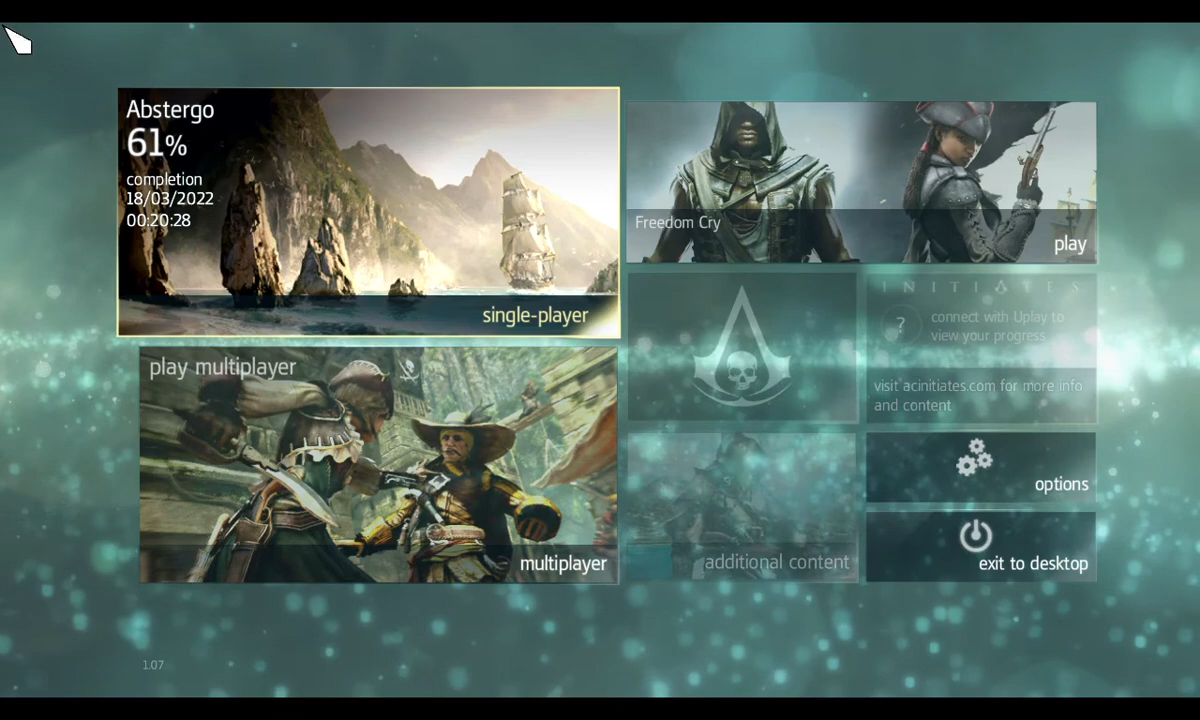 Abstergo
61%
completion
18/03/2022
00:20:28
single-player
Freedom Cry
play
play multiplayer
multiplayer
INITIATES
?
connect with Uplay to
view your progress
visit acinitiates.com for more info
and content
additional content
options
exit to desktop
1.07